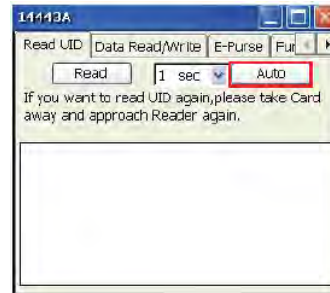 14443A
Read UID Data Read/Write E-Purse Fur
Read 1 sec Auto
If you want to read UID again,please take Card
away and approach Reader again.